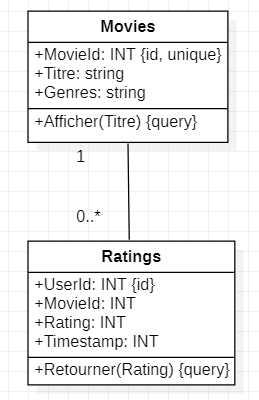 Movies
+MovieId: INT {id, unique}
+Titre: string
+Genres: string
+Afficher(Titre) {query}
1
0..*
Ratings
+UserId: INT {id}
+MovieId: INT
+Rating: INT
+Timestamp: INT
+Retourner(Rating) {query}